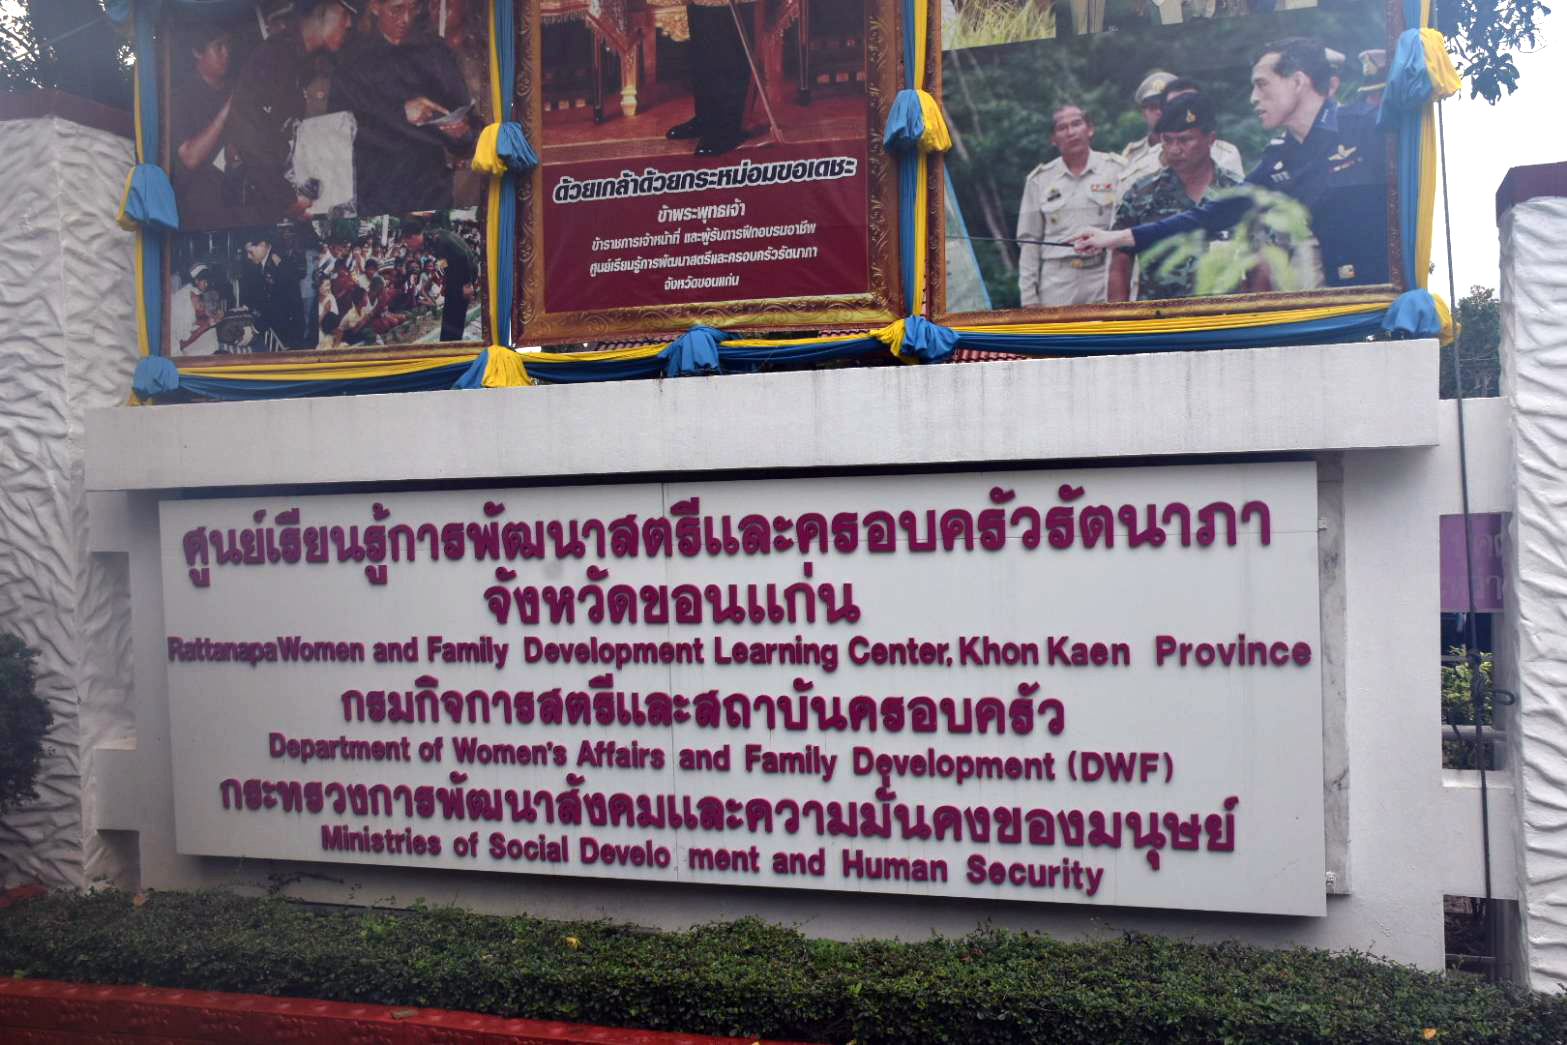 ด้วยเกล้าด้วยกระหม่อมขอเดชะ
ข้าพระพุทธเจ้า
ข้าราชการเจ้าหน้าที่ และผู้รับการฝึกอบรมอาชีพ
ศูนย์เรียนรู้การพัฒนาสตรีและครอบครัวรัตนาภา
จังหวัดขอนแก่น
ศูนย์เรียนรู้การพัฒนาสตรีและครอบครัวรัตนาภา
จังหวัดขอนแก่น
Rattanapa Women and Family Development Learning Center, Khon Kaen Province
กรมกิจการสตรีและสถาบันครอบครัว
Department of Women's Affairs and Family Development (DWF)
กระทรวงการพัฒนาสังคมและความมั่นคงของมนุษย์
Ministries of Social Develo ment and Human Security